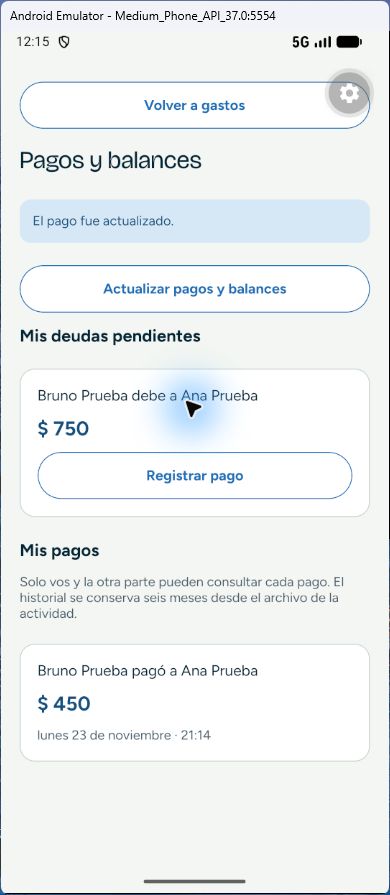 Android Emulator - Medium_Phone_API_37.0:5554
12:15
5G
Volver a gastos
Pagos y balances
El pago fue actualizado.
Actualizar pagos y balances
Mis deudas pendientes
Bruno Prueba debe a Ana Prueba
$ 750
Registrar pago
Mis pagos
Solo vos y la otra parte pueden consultar cada pago. El
historial se conserva seis meses desde el archivo de la
actividad.
Bruno Prueba pagó a Ana Prueba
$ 450
lunes 23 de noviembre · 21:14